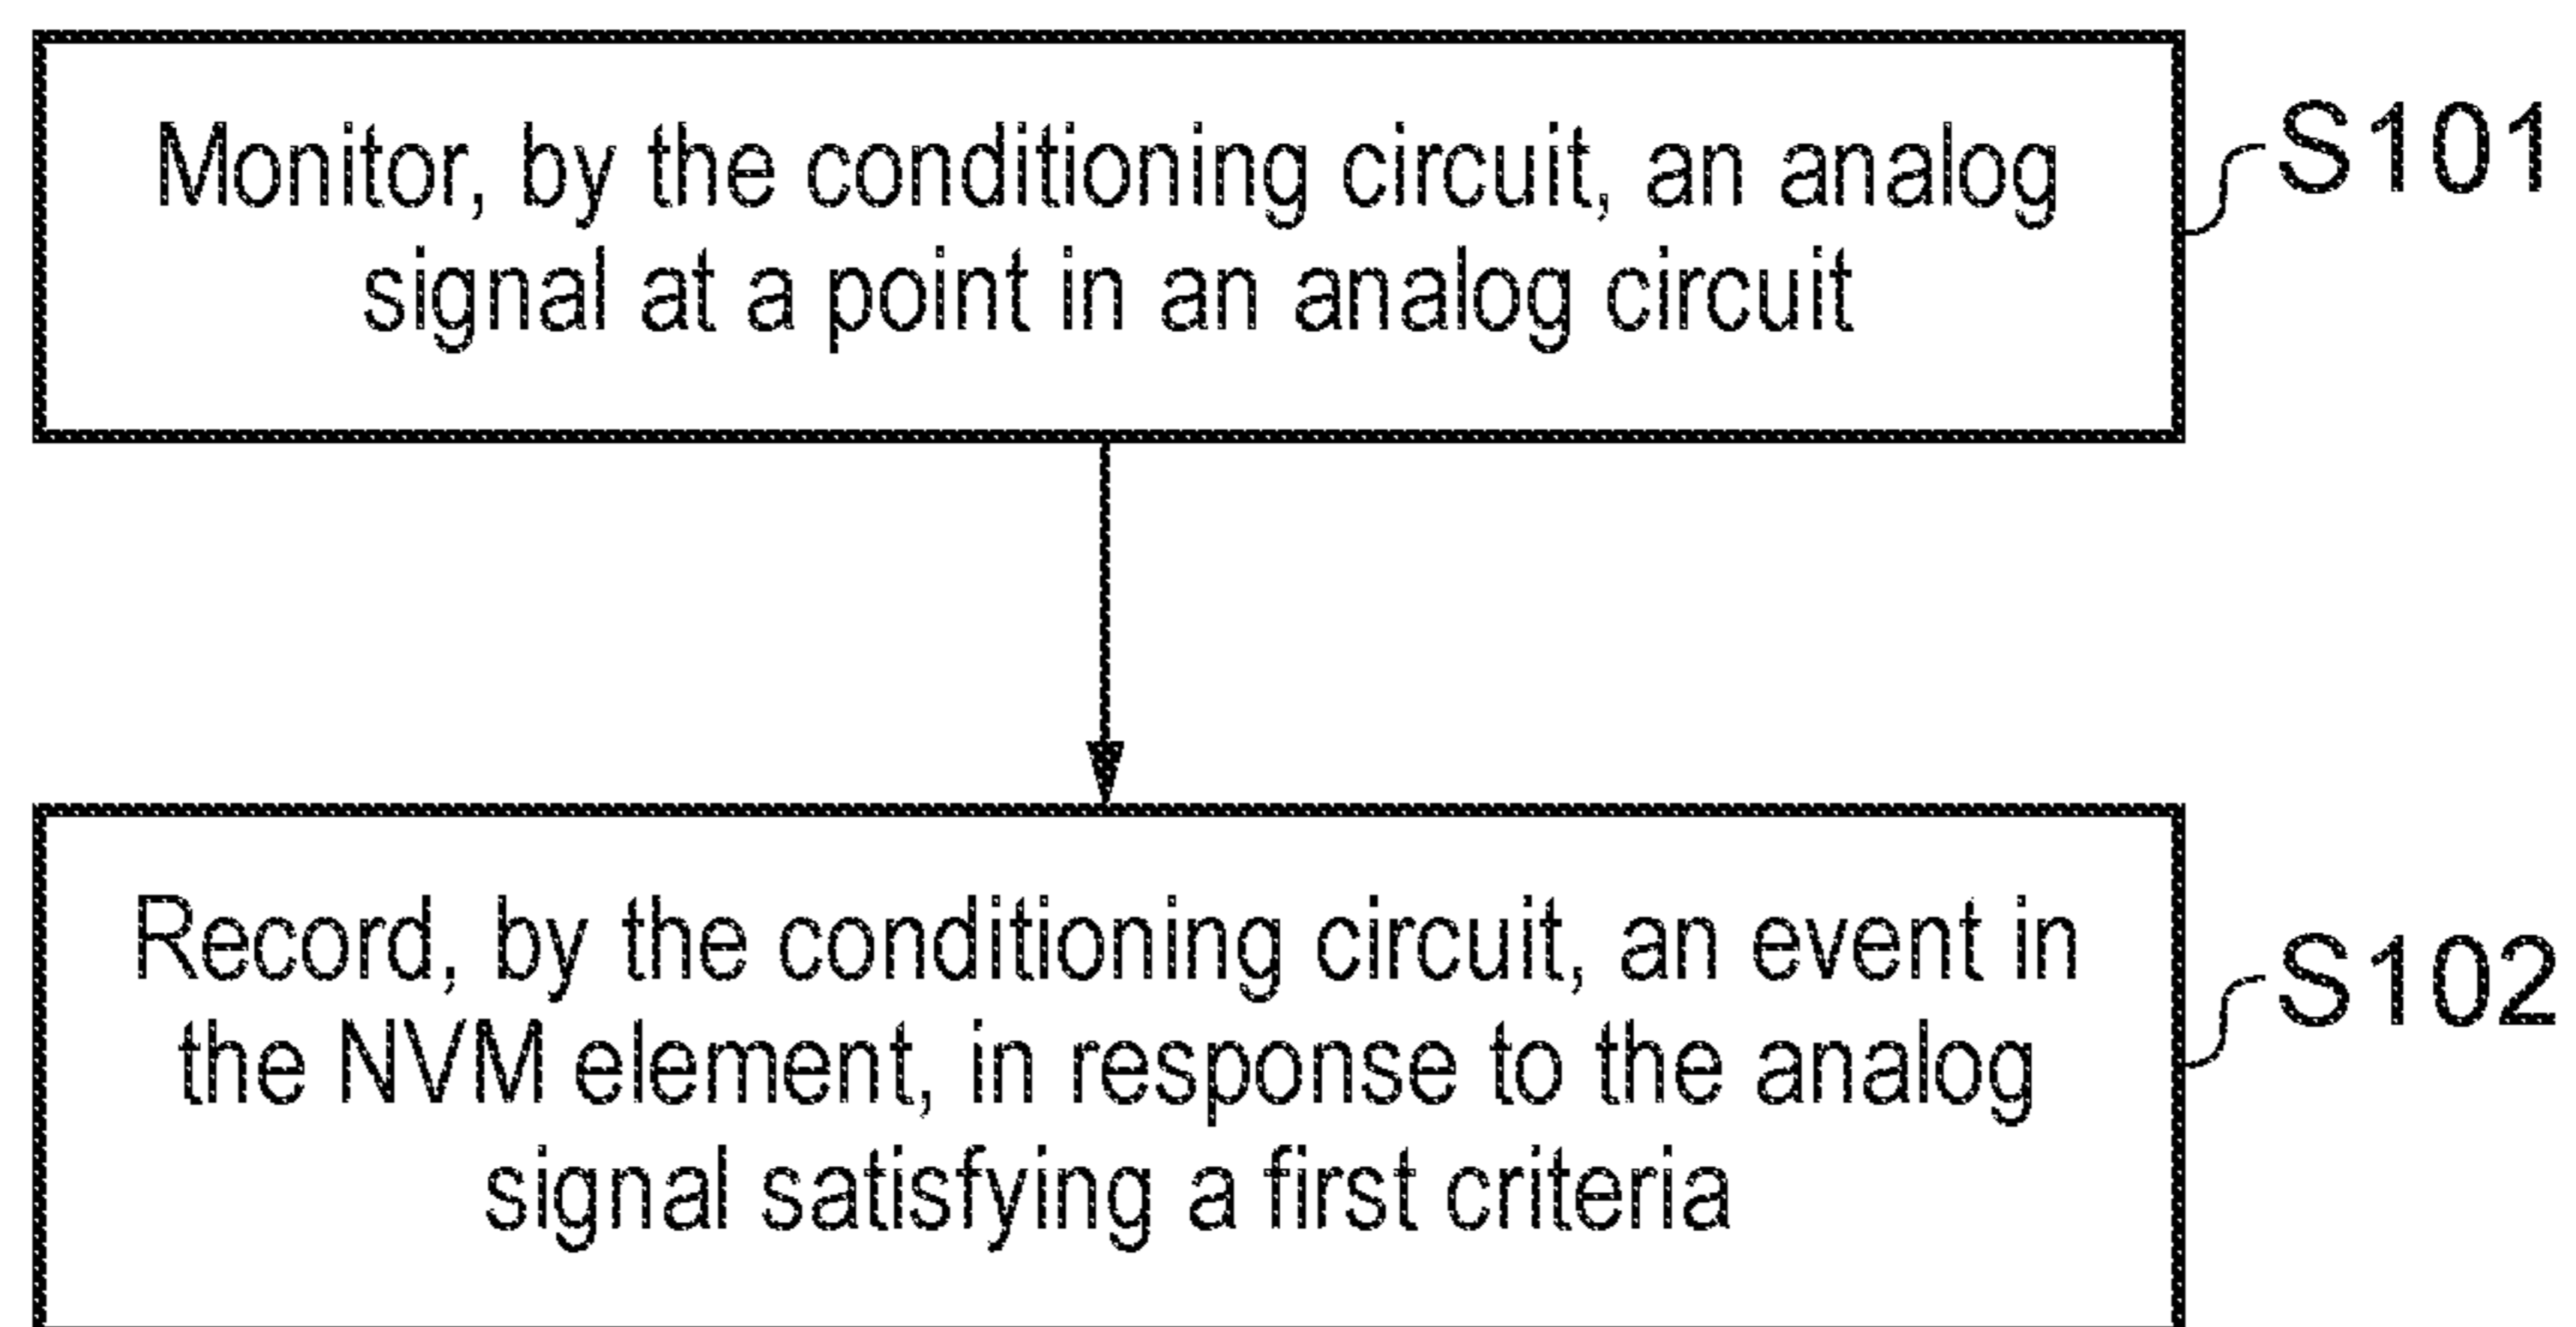 Monitor, by the conditioning circuit, an analog
signal at a point in an analog circuit
S101
Record, by the conditioning circuit, an event in
the NVM element, in response to the analog
signal satisfying a first criteria
S102